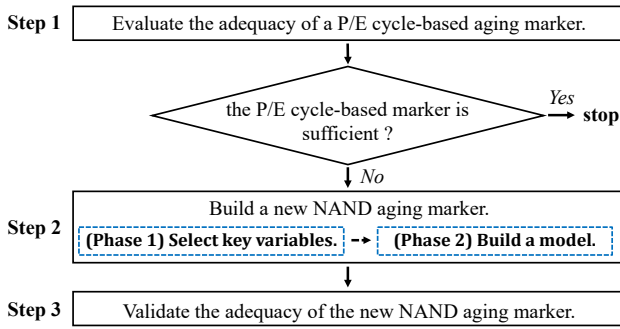 Step 1 Evaluate the adequacy of a P/E cycle-based aging marker.
the P/E cycle-based marker is
sufficient ?
Yes
stop
No
Step 2
Build a new NAND aging marker.
(Phase 1) Select key variables. (Phase 2) Build a model.
Step 3 Validate the adequacy of the new NAND aging marker.